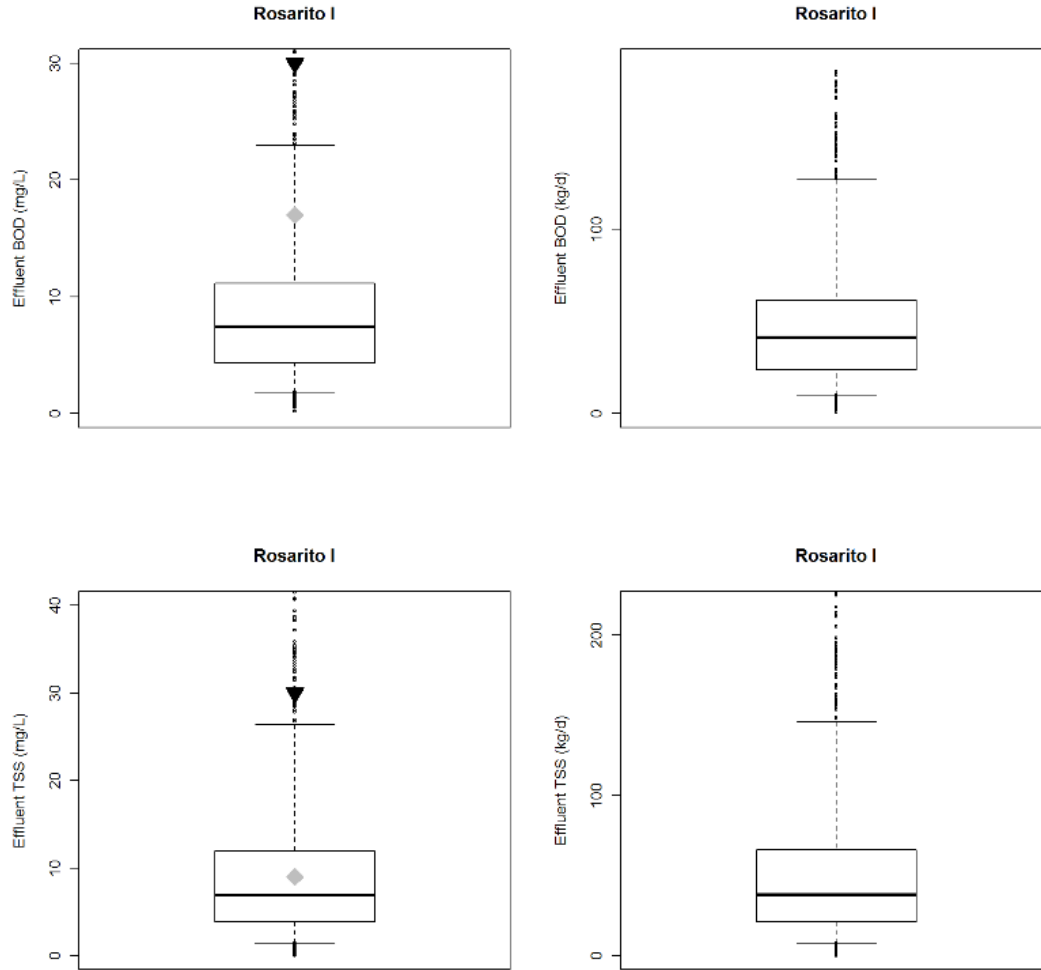 Rosarito I
Effluent BOD (mg/L)
30
20
10
0
Rosarito I
Effluent BOD (kg/d)
100
0
Rosarito I
Effluent TSS (mg/L)
40
30
20
10
0
Rosarito I
Effluent TSS (kg/d)
200
100
0